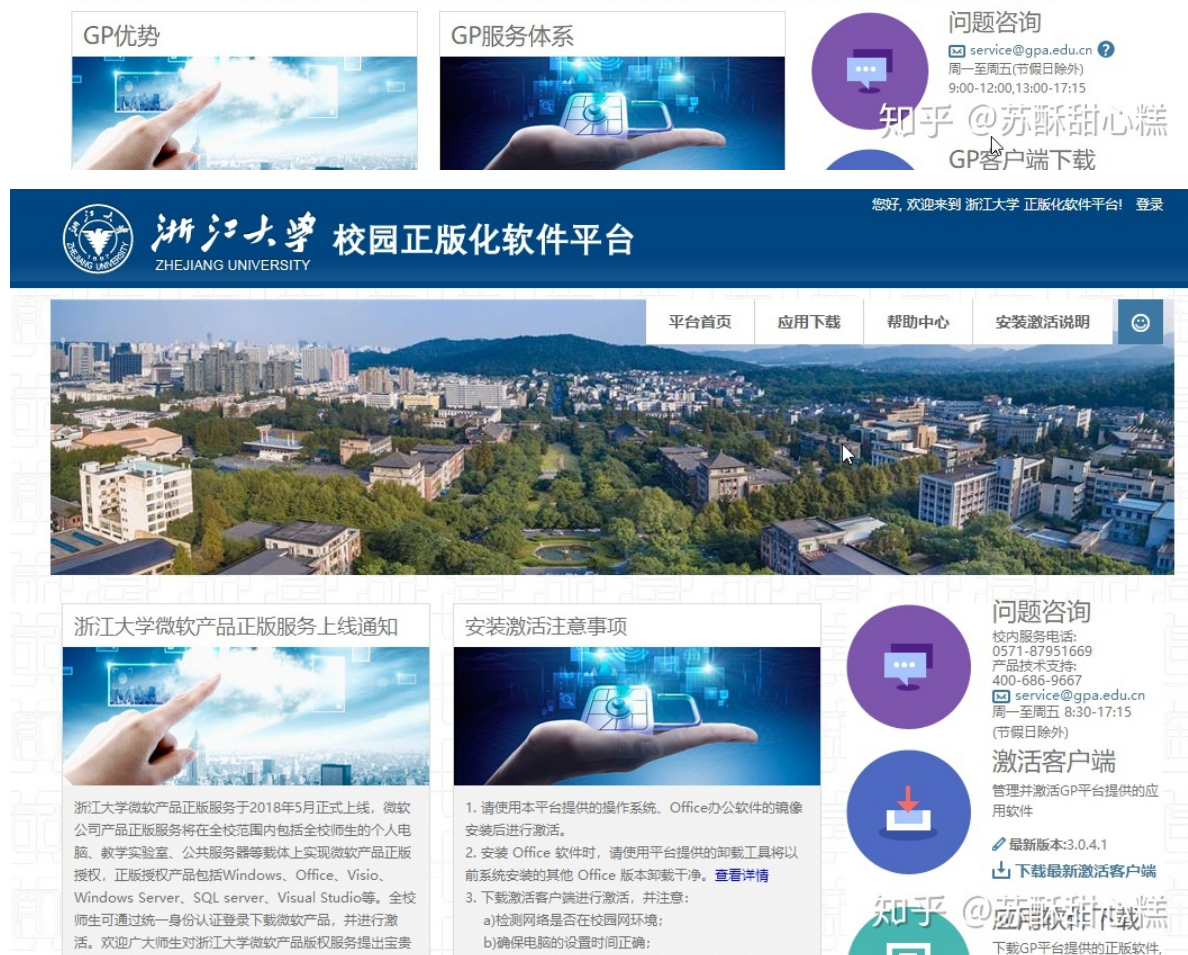 GP优势
GP服务体系
问题咨询
service@gpa.edu.cn
周一至周五(节假日除外)
9:00-12:00,13:00-17:15
知乎 @苏酥甜心糕
GP客户端下载
浙江大学
ZHEJIANG UNIVERSITY
校园正版化软件平台
您好, 欢迎来到 浙江大学 正版化软件平台! 登录
平台首页
应用下载
帮助中心
安装激活说明
浙江大学微软产品正版服务上线通知
浙江大学微软产品正版服务于2018年5月正式上线，微软
公司产品正版服务将在全校范围内包括全校师生的个人电
脑、教学实验室、公共服务器等载体上实现微软产品正版
授权，正版授权产品包括Windows、Office、Visio、
Windows Server、SQL server、Visual Studio等。全校
师生可通过统一身份认证登录下载微软产品，并进行激
活。欢迎广大师生对浙江大学微软产品版权服务提出宝贵
安装激活注意事项
1. 请使用本平台提供的操作系统、Office办公软件的镜像
安装后进行激活。
2. 安装 Office 软件时，请使用平台提供的卸载工具将以
前系统安装的其他 Office 版本卸载干净。查看详情
3. 下载激活客户端进行激活，并注意：
a)检测网络是否在校园网环境;
b)确保电脑的设置时间正确;
问题咨询
校内服务电话:
0571-87951669
产品技术支持:
400-686-9667
service@gpa.edu.cn
周一至周五 8:30-17:15
(节假日除外)
激活客户端
管理并激活GP平台提供的应
用软件
最新版本:3.0.4.1
下载最新激活客户端
应用软件下载
知乎 @苏酥甜心糕
下载GP平台提供的正版软件,